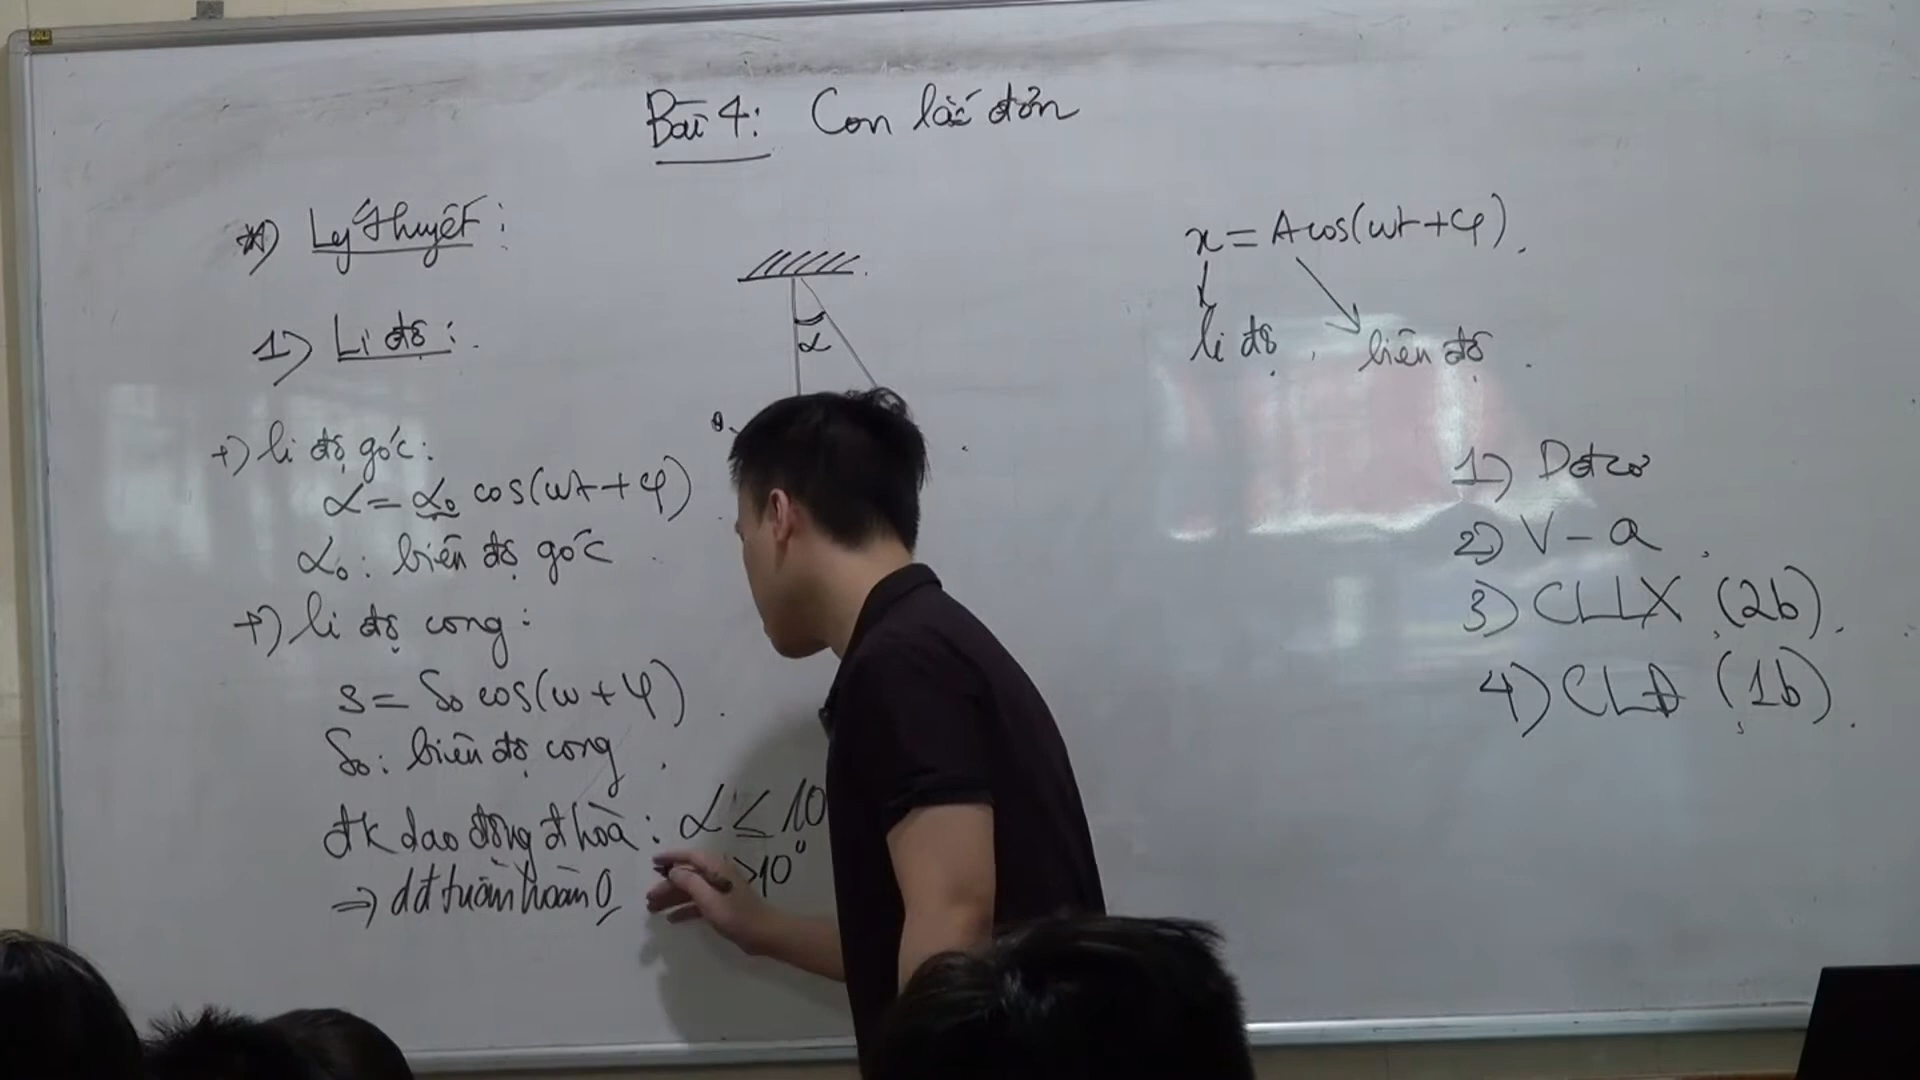 Bài 4: Con lắc đơn
*) Lý thuyết:
1) Li độ:
+) li độ góc:
α = α₀ cos(ωt + φ)
α₀: biên độ góc
+) li độ cong:
s = S₀ cos(ω + φ)
S₀: biên độ cong
đk dao động đ hoà: α ≤ 10
>10°
⇒ dđ tuần hoàn
α
x = A cos(ωt + φ)
li độ, biên độ
1) Dđcơ
2) V - a
3) CLLX (2b)
4) CLĐ (1b)